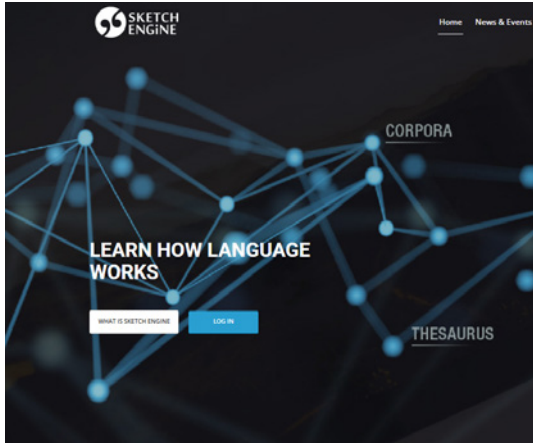 SKETCH
ENGINE
Home News & Events
CORPORA
LEARN HOW LANGUAGE
WORKS
WHAT IS SKETCH ENGINE LOG IN
THESAURUS